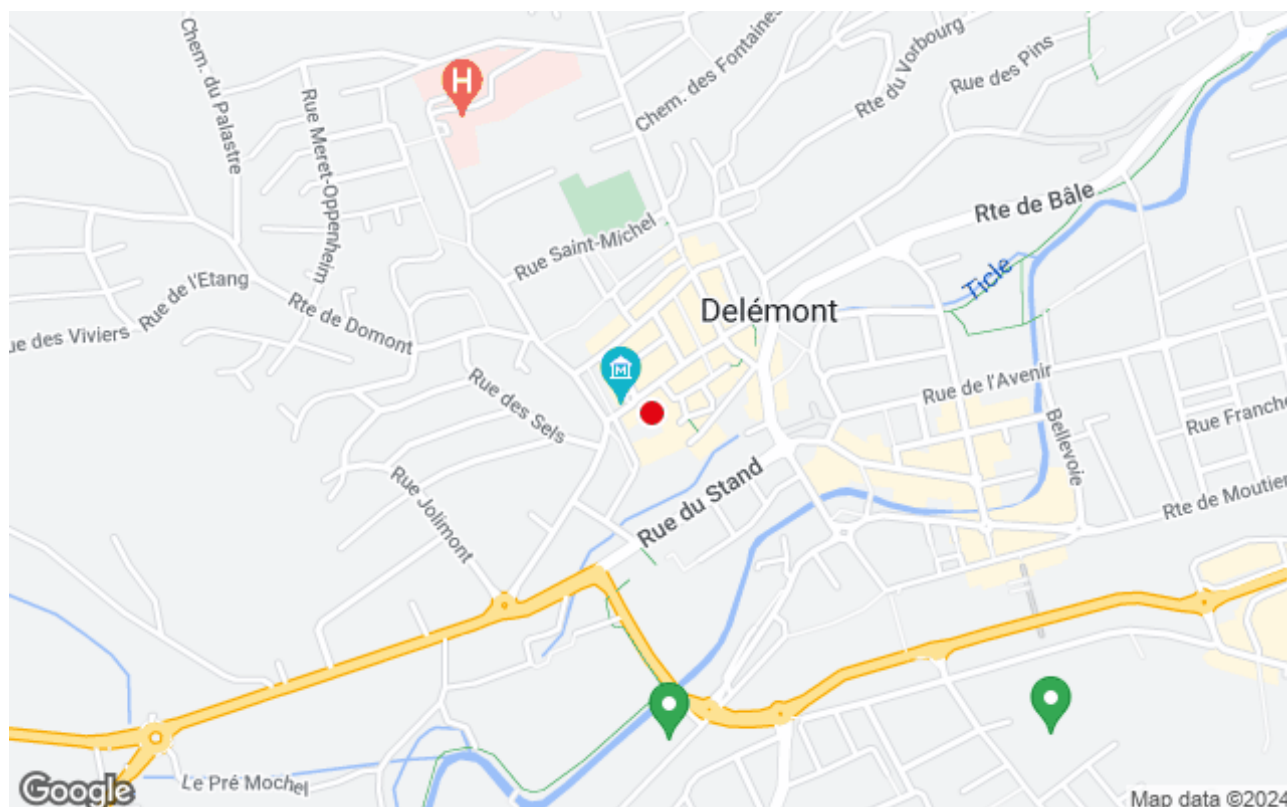 H
Chem. du Palastre
Rue Meret-Oppenheim
Chem. des Fontaines
Rte du Vorbourg
Rue des Pins
Rte de Bâle
Rue Saint-Michel
Ticle
Rue de l'Etang
Delémont
ue des Viviers
Rte de Domont
M
Rue des Sels
Rue de l'Avenir
Rue Franche
Bellevoie
Rue Jolimont
Rue du Stand
Rte de Moutier
Le Pré Mochel
Google
Map data ©2024